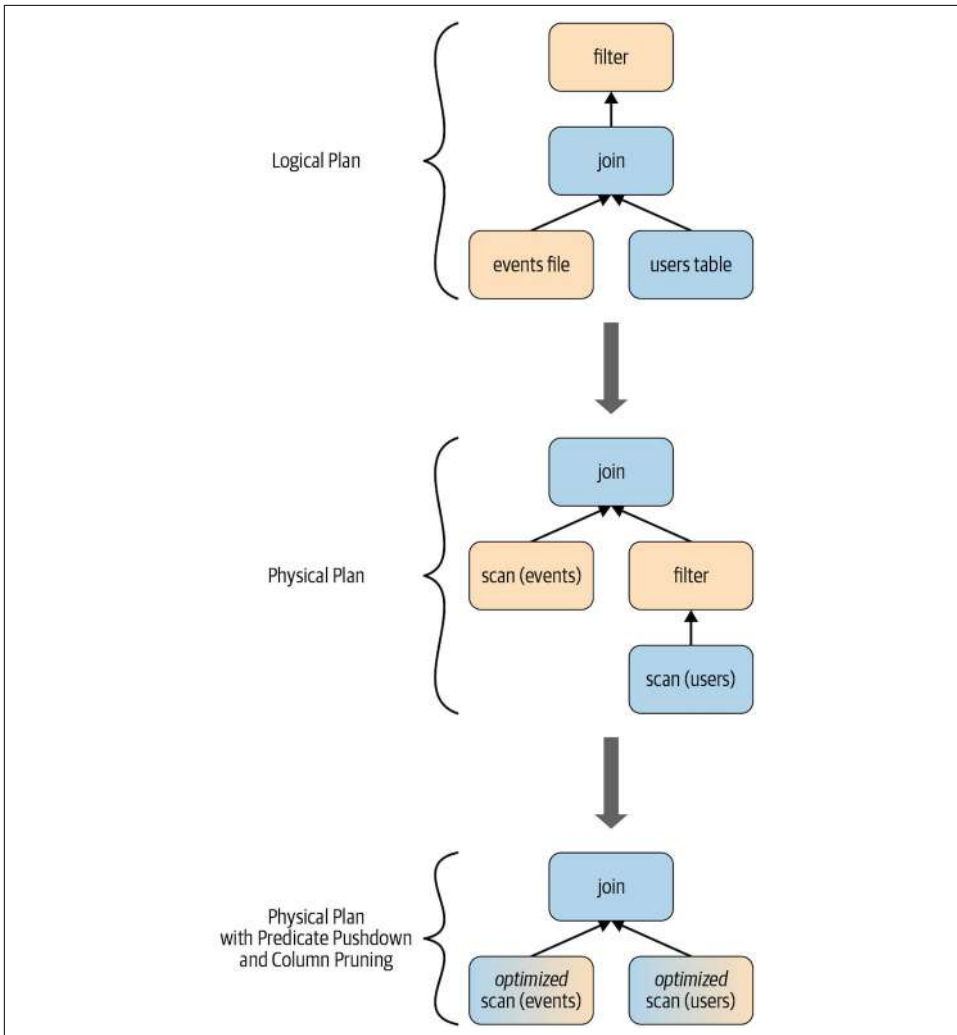 filter
Logical Plan
join
events file
users table
join
Physical Plan
scan (events)
filter
scan (users)
join
Physical Plan
with Predicate Pushdown
and Column Pruning
optimized
scan (events)
optimized
scan (users)